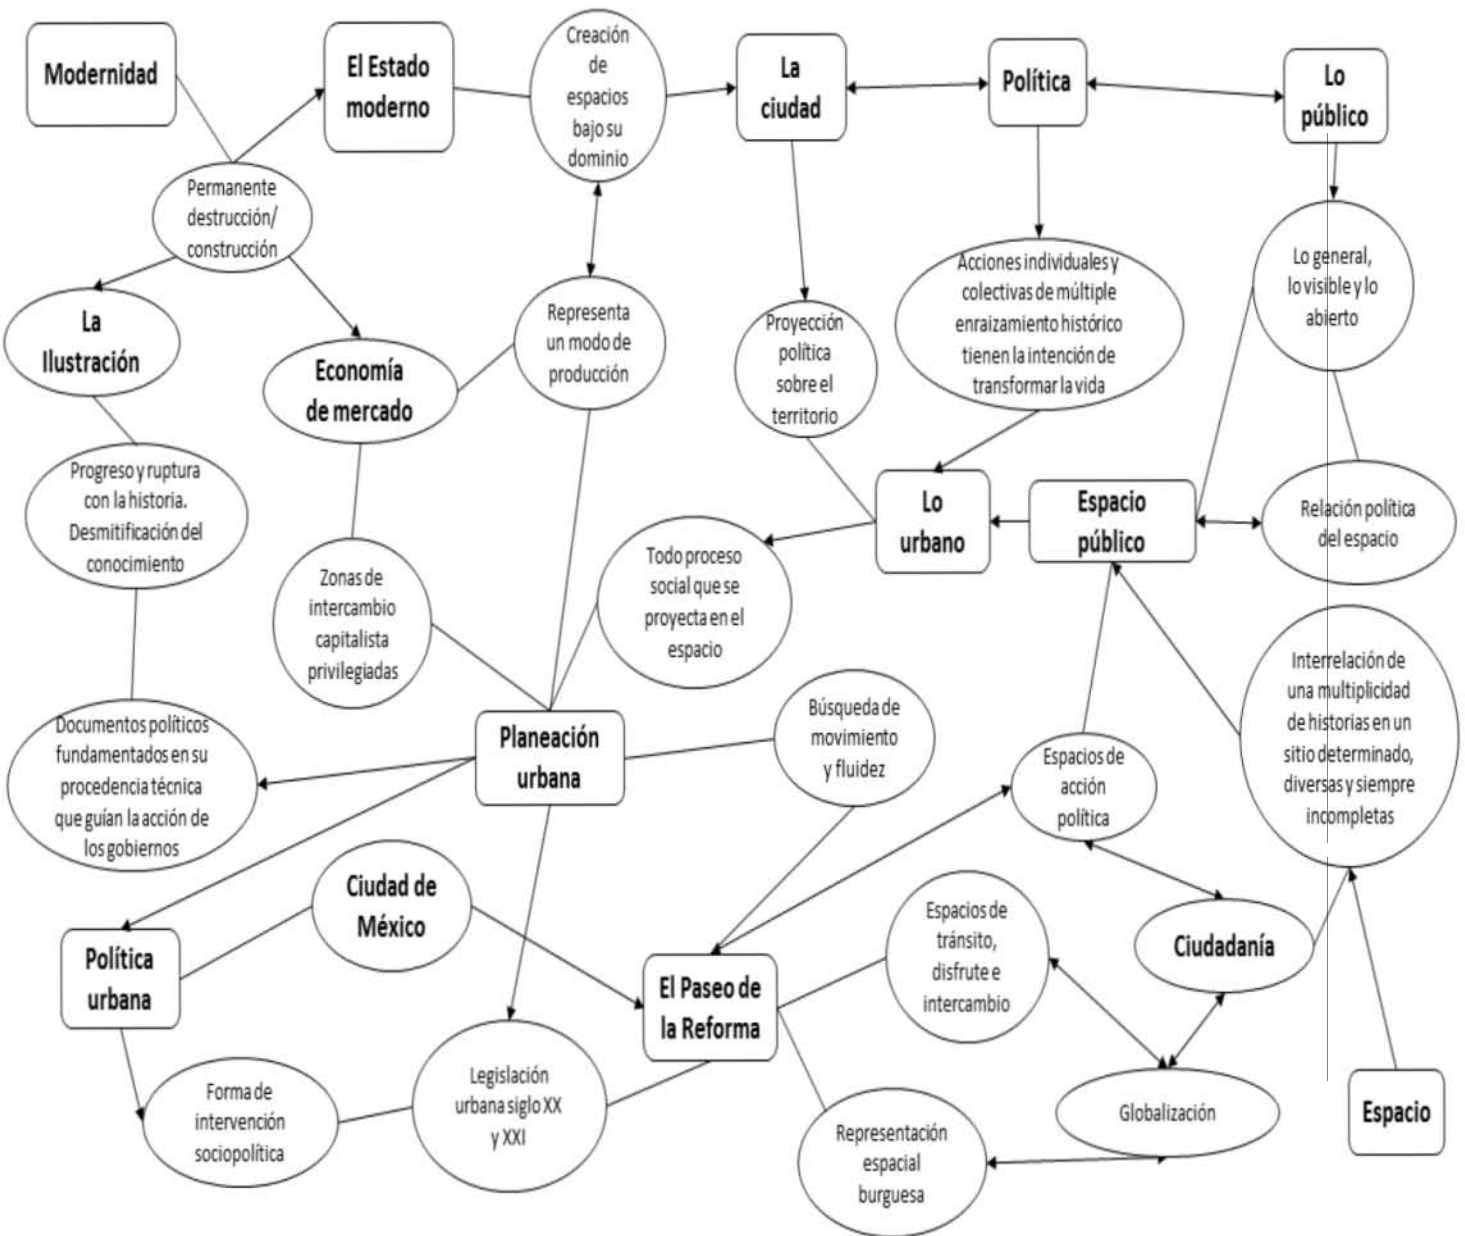 Modernidad
El Estado
moderno
Creación
de
espacios
bajo su
dominio
La
ciudad
Política
Lo
público
Permanente
destrucción/
construcción
La
Ilustración
Economía
de mercado
Representa
un modo de
producción
Proyección
política
sobre el
territorio
Acciones individuales y
colectivas de múltiple
enraizamiento histórico
tienen la intención de
transformar la vida
Lo general,
lo visible y lo
abierto
Progreso y ruptura
con la historia.
Desmitificación del
conocimiento
Zonas de
intercambio
capitalista
privilegiadas
Todo proceso
social que se
proyecta en el
espacio
Lo
urbano
Espacio
público
Relación política
del espacio
Documentos políticos
fundamentados en su
procedencia técnica
que guían la acción de
los gobiernos
Planeación
urbana
Búsqueda de
movimiento
y fluidez
Espacios de
acción
política
Interrelación de
una multiplicidad
de historias en un
sitio determinado,
diversas y siempre
incompletas
Política
urbana
Ciudad de
México
El Paseo de
la Reforma
Espacios de
tránsito,
disfrute e
intercambio
Ciudadanía
Forma de
intervención
sociopolítica
Legislación
urbana siglo XX
y XXI
Representación
espacial
burguesa
Globalización
Espacio